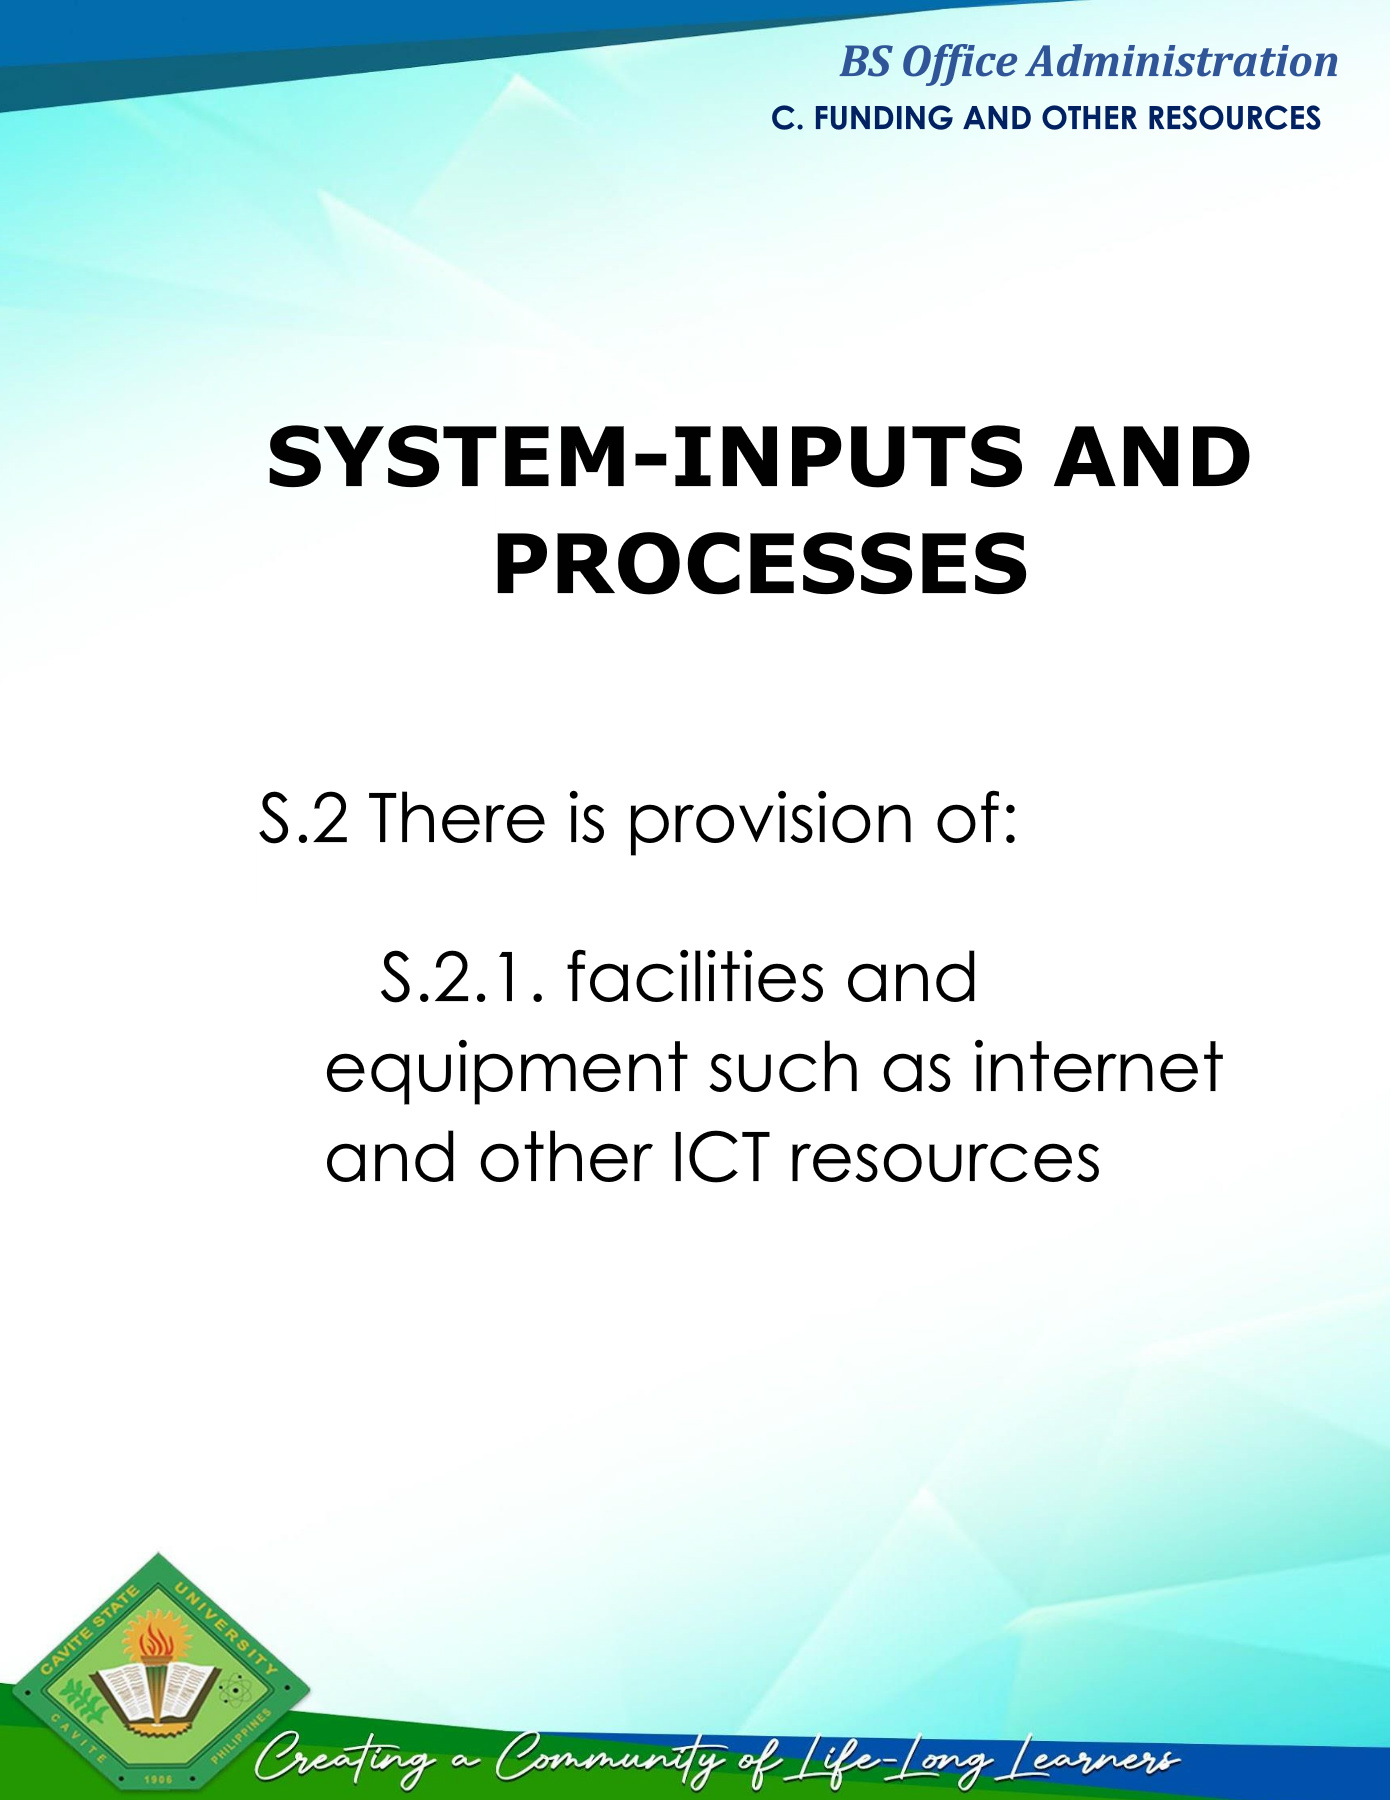 BS Office Administration
C. FUNDING AND OTHER RESOURCES
SYSTEM-INPUTS AND
PROCESSES
S.2 There is provision of:
S.2.1. facilities and
equipment such as internet
and other ICT resources
CAVITE STATE UNIVERSITY
CAVITE PHILIPPINES
1906
Creating a Community of Life-Long Learners